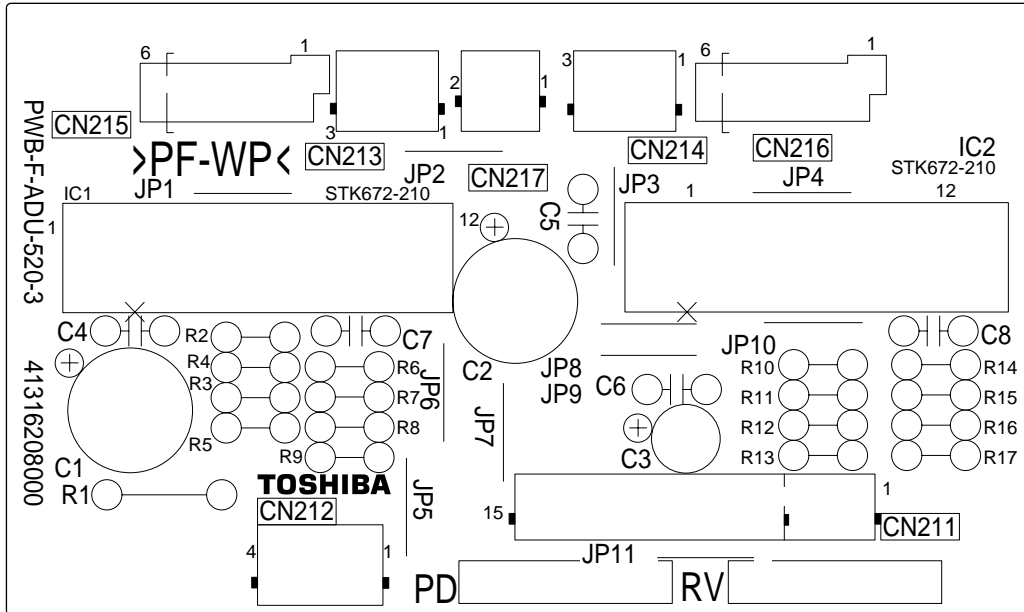 6
1
2
1
3
1
6
1
3
1
CN215
>PF-WP<
CN213
CN217
CN214
CN216
IC2
STK672-210
JP1
JP2
JP3
JP4
IC1
STK672-210
1
12
1
12
C5
PWB-F-ADU-520-3
41316208000
C4
C7
C2
C8
R2
R4
R3
R5
R6
R7
R8
R9
JP6
JP7
JP8
JP9
JP10
C6
C3
R10
R11
R12
R13
R14
R15
R16
R17
C1
R1
TOSHIBA
CN212
JP5
4
1
15
1
CN211
JP11
PD
RV